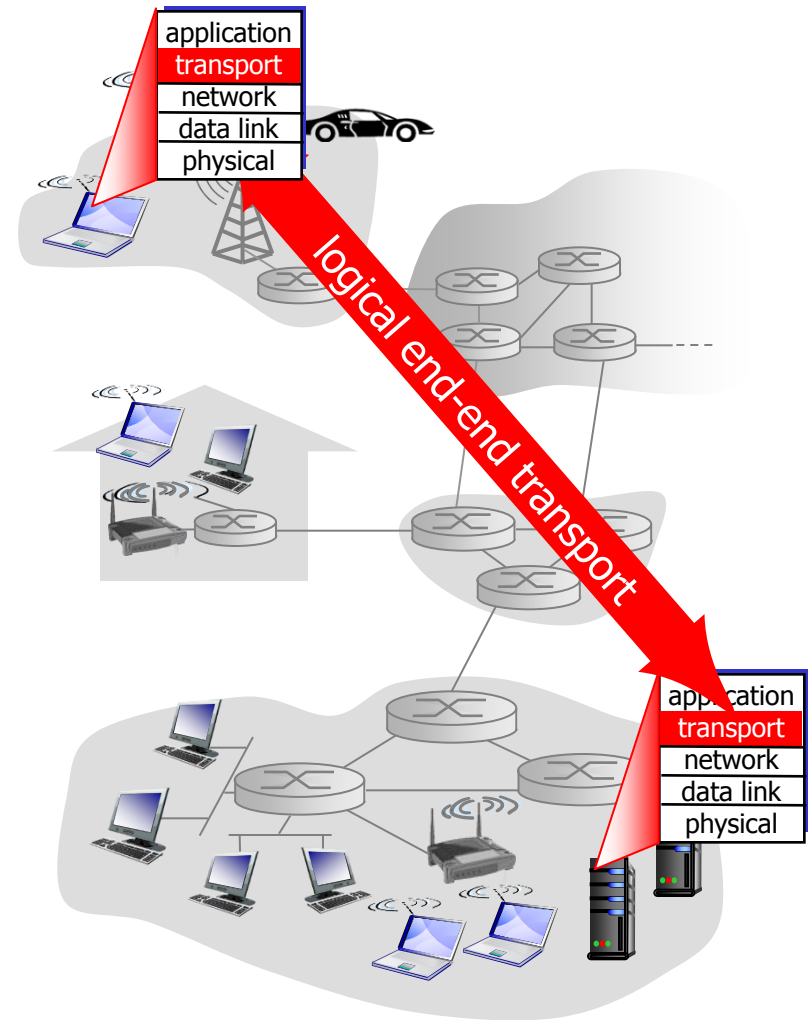 application
transport
network
data link
physical
logical end-end transport
application
transport
network
data link
physical